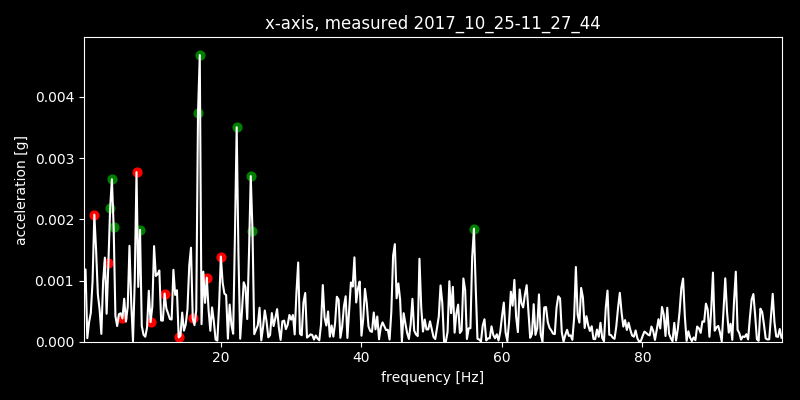 x-axis, measured 2017_10_25-11_27_44
acceleration [g]
0.004
0.003
0.002
0.001
0.000
20 40 60 80
frequency [Hz]